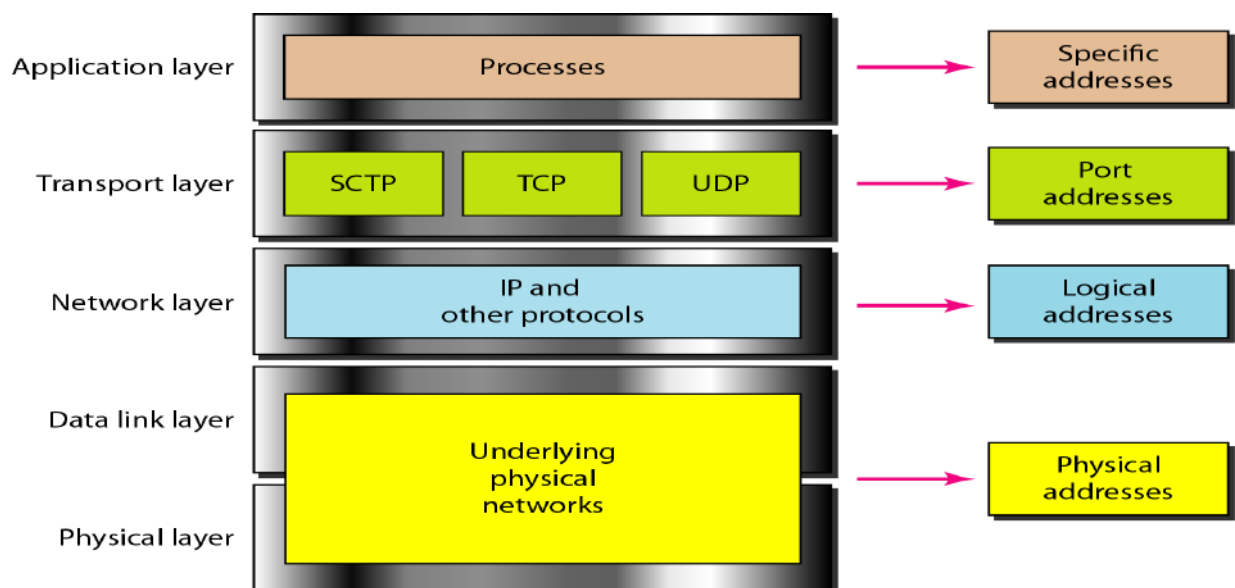 Application layer
Processes
Specific
addresses
Transport layer
SCTP
TCP
UDP
Port
addresses
Network layer
IP and
other protocols
Logical
addresses
Data link layer
Underlying
physical
networks
Physical
addresses
Physical layer